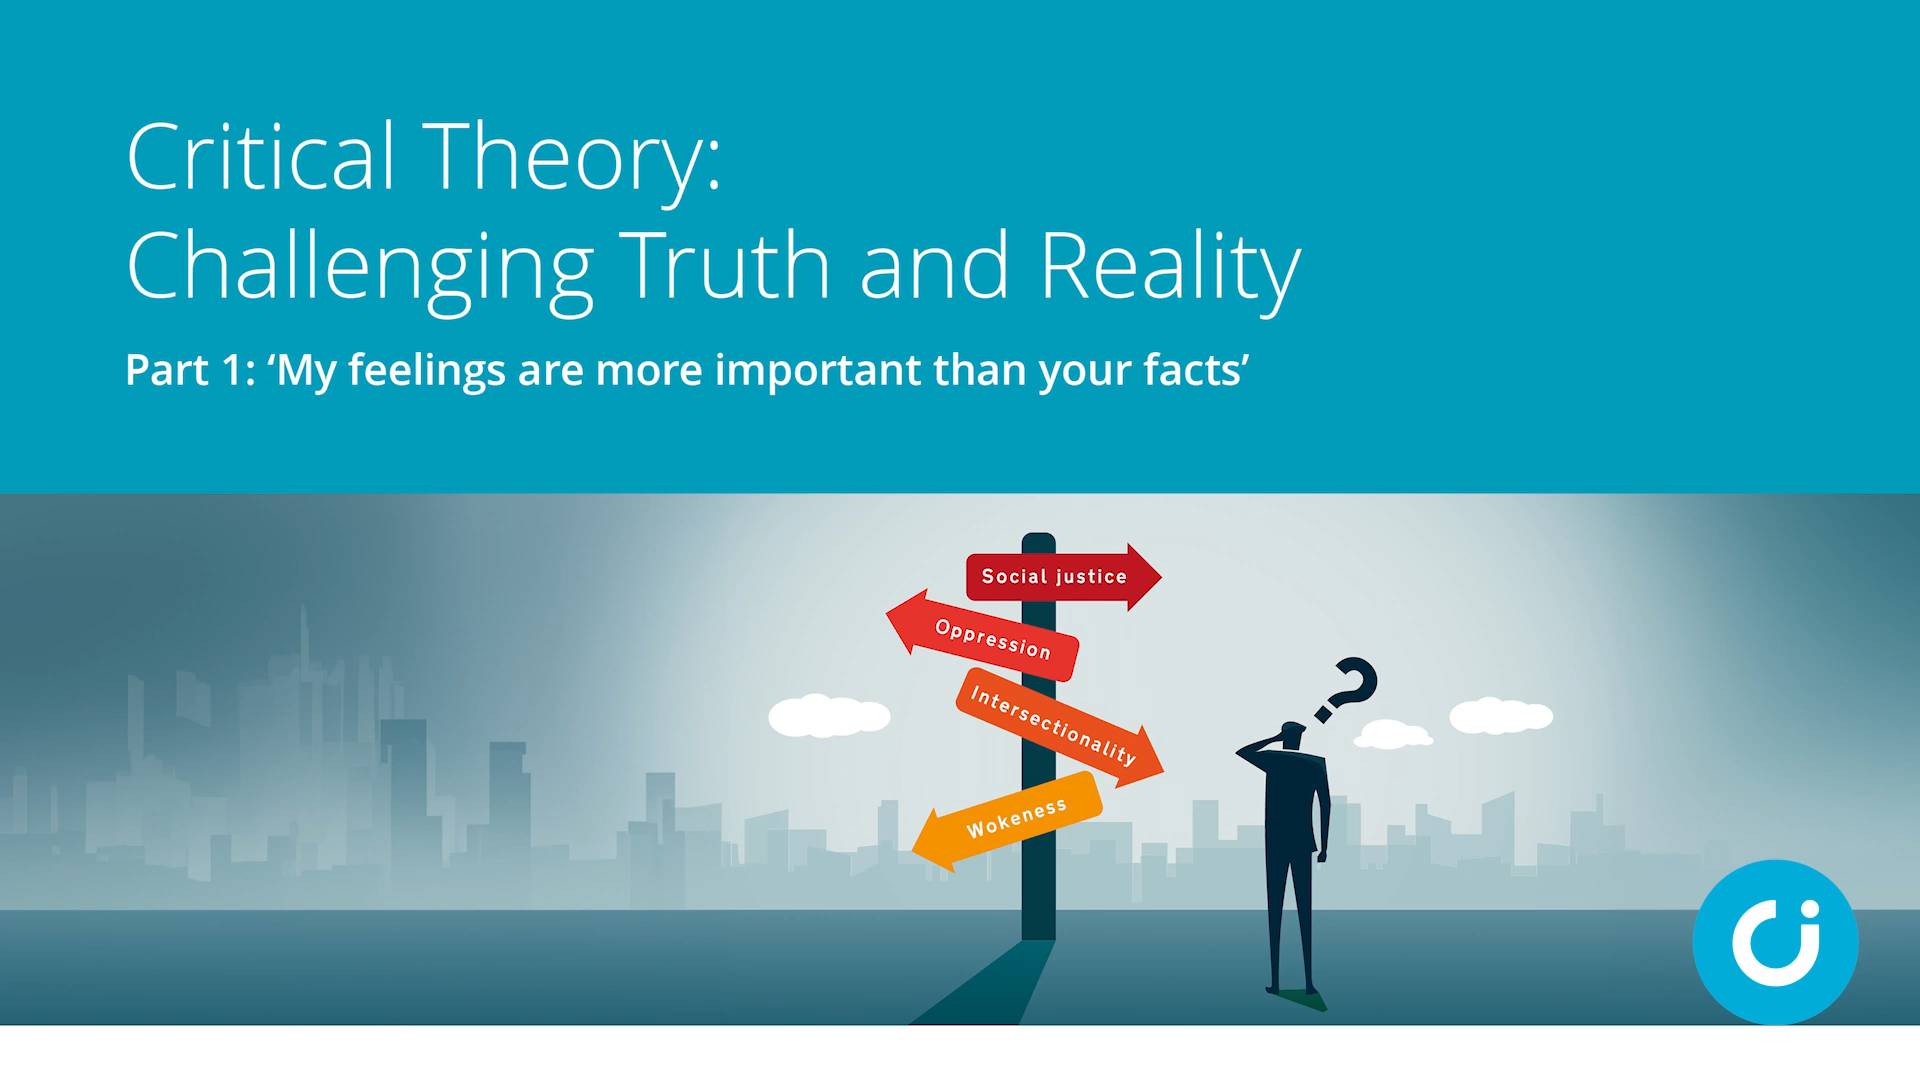 Critical Theory:
Challenging Truth and Reality
Part 1: ‘My feelings are more important than your facts’
Social justice
Oppression
Intersectionality
Wokeness
?